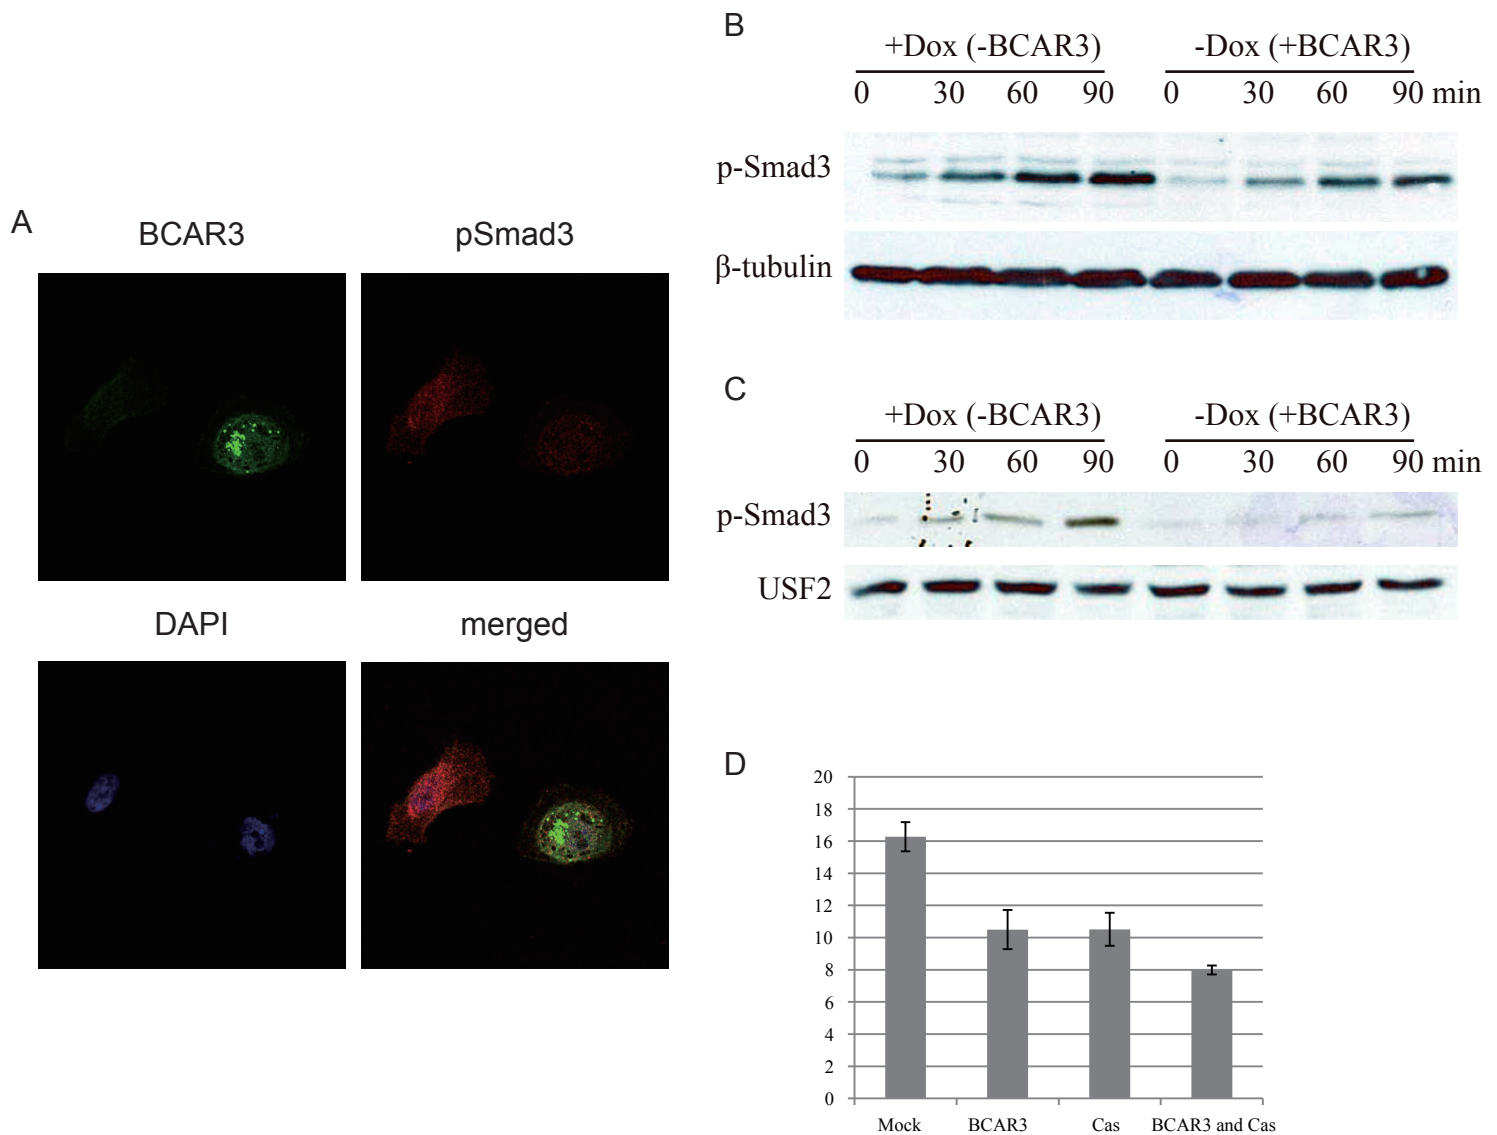 A
BCAR3 pSmad3
DAPI merged
B
+Dox (-BCAR3) -Dox (+BCAR3)
0 30 60 90 0 30 60 90 min
p-Smad3
β-tubulin
C
+Dox (-BCAR3) -Dox (+BCAR3)
0 30 60 90 0 30 60 90 min
p-Smad3
USF2
D
20
18
16
14
12
10
8
6
4
2
0
Mock BCAR3 Cas BCAR3 and Cas